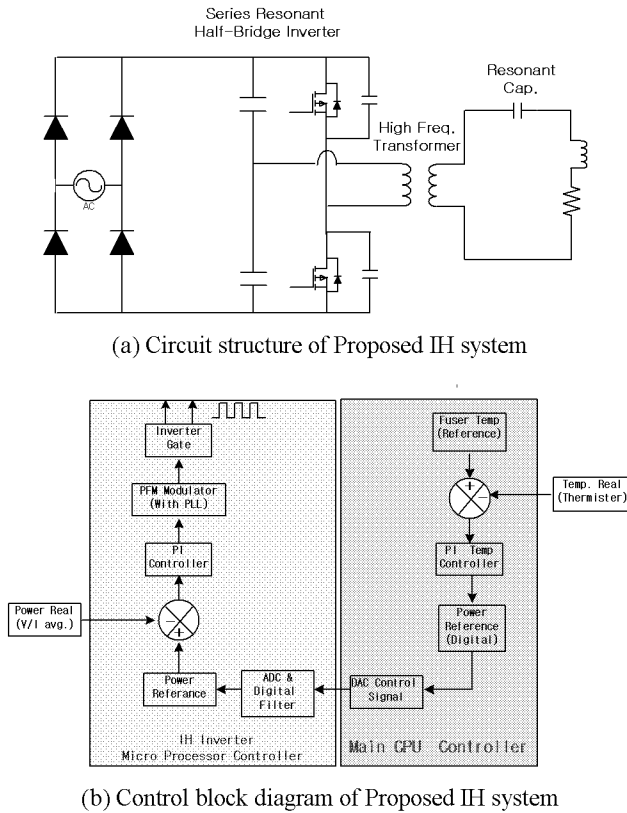 Series Resonant
Half-Bridge Inverter
Resonant
Cap.
High Freq.
Transformer
AC
(a) Circuit structure of Proposed IH system
Inverter
Gate
PFM Modulator
(With PLL)
PI
Controller
Power Real
(V/I avg.)
Power
Referance
ADC &
Digital
Filter
IH Inverter
Micro Processor Controller
Fuser Temp
(Reference)
Temp. Real
(Thermister)
PI Temp
Controller
Power
Reference
(Digital)
DAC Control
Signal
Main CPU Controller
(b) Control block diagram of Proposed IH system